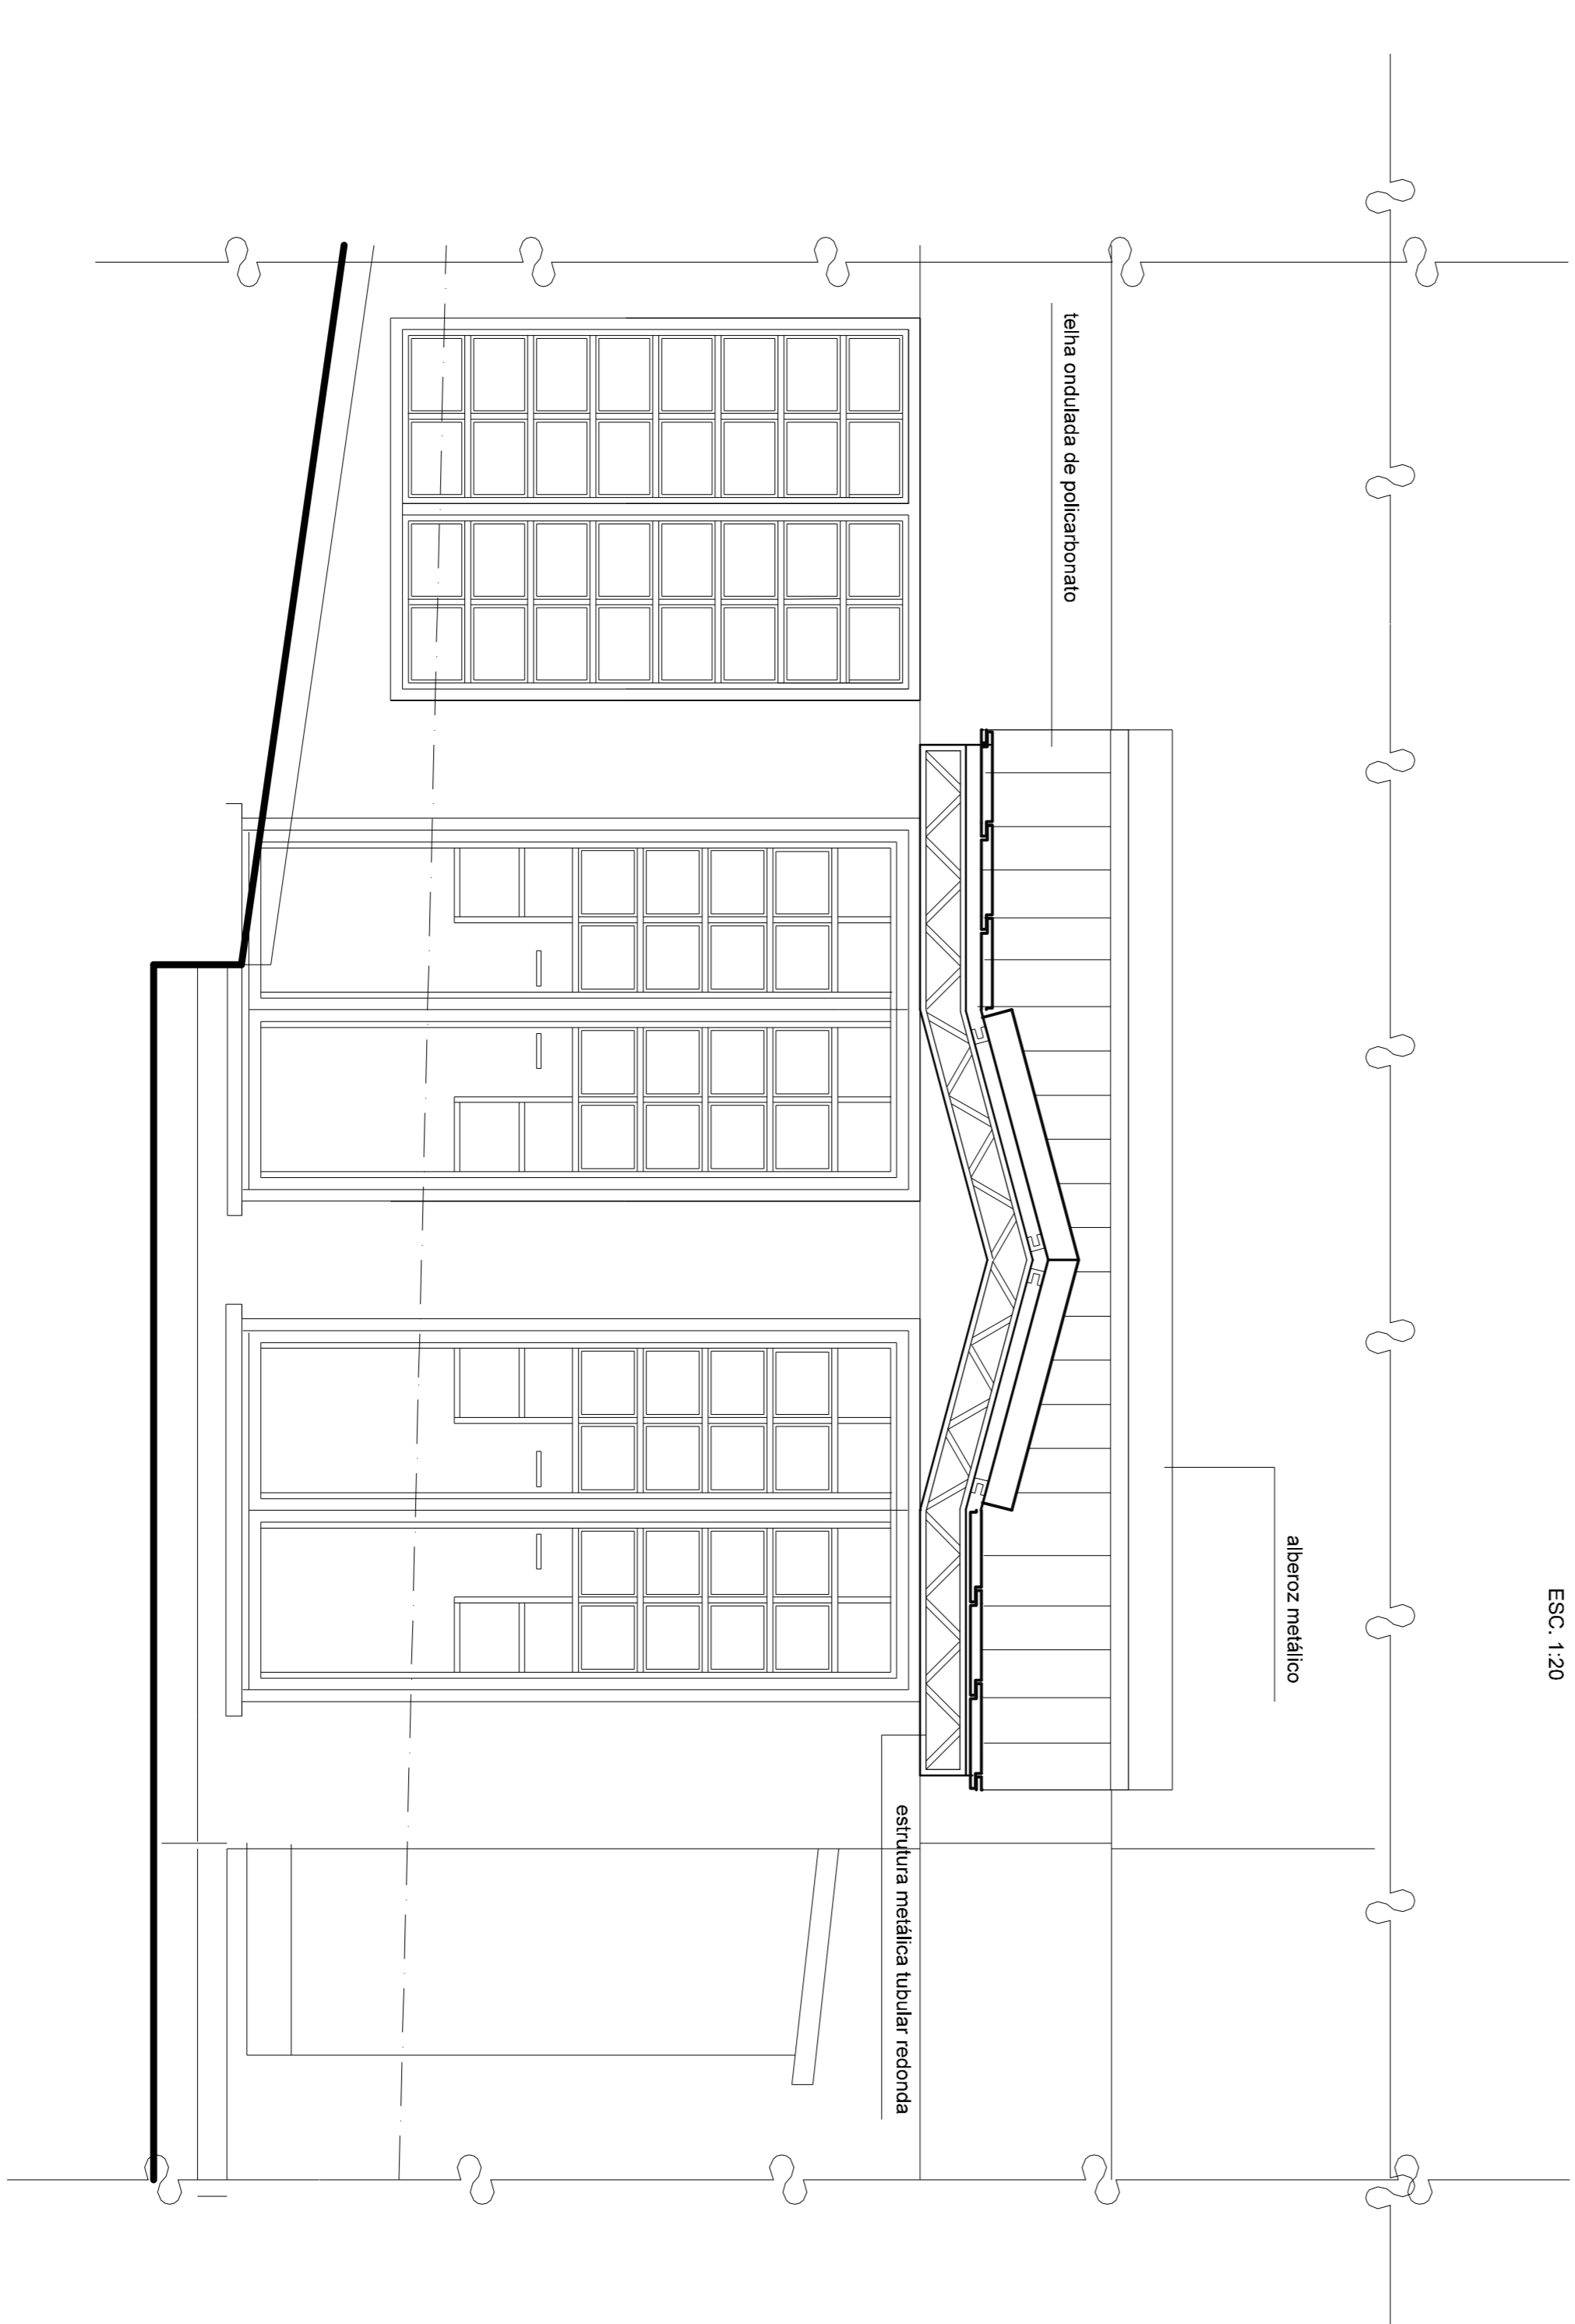 ESC. 1:20
alberoz metálico
telha ondulada de policarbonato
estrutura metálica tubular redonda